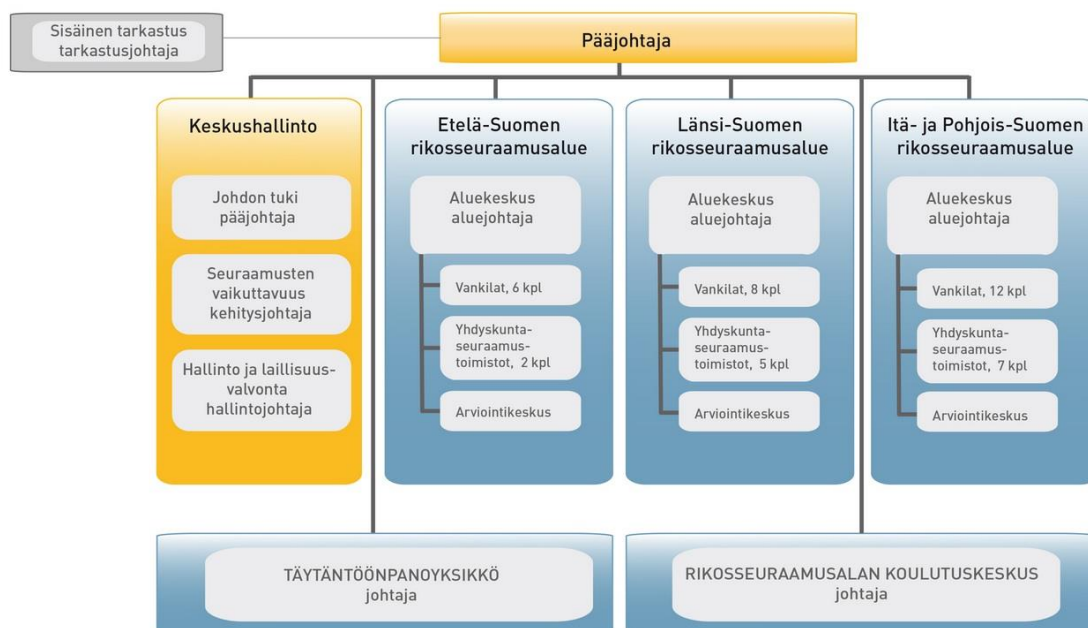 Sisäinen tarkastus
tarkastusjohtaja
Pääjohtaja
Keskushallinto
Johdon tuki
pääjohtaja
Seuraamusten
vaikuttavuus
kehitysjohtaja
Hallinto ja laillisuus-
valvonta
hallintojohtaja
Etelä-Suomen
rikosseuraamusalue
Aluekeskus
aluejohtaja
Vankilat, 6 kpl
Yhdyskunta-
seuraamus-
toimistot, 2 kpl
Arviointikeskus
Länsi-Suomen
rikosseuraamusalue
Aluekeskus
aluejohtaja
Vankilat, 8 kpl
Yhdyskunta-
seuraamus-
toimistot, 5 kpl
Arviointikeskus
Itä- ja Pohjois-Suomen
rikosseuraamusalue
Aluekeskus
aluejohtaja
Vankilat, 12 kpl
Yhdyskunta-
seuraamus-
toimistot, 7 kpl
Arviointikeskus
TÄYTÄNTÖÖNPANOYKSIKKÖ
johtaja
RIKOSSEURAAMUSALAN KOULUTUSKESKUS
johtaja